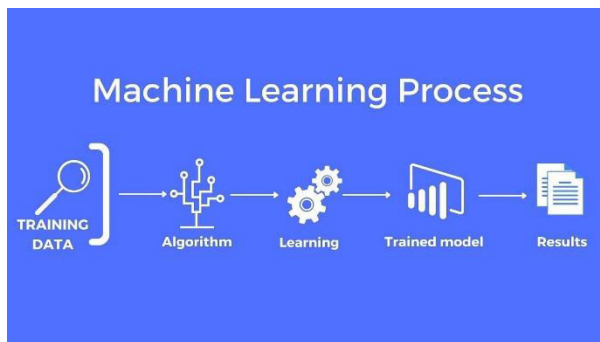 Machine Learning Process
TRAINING
DATA
Algorithm
Learning
Trained model
Results